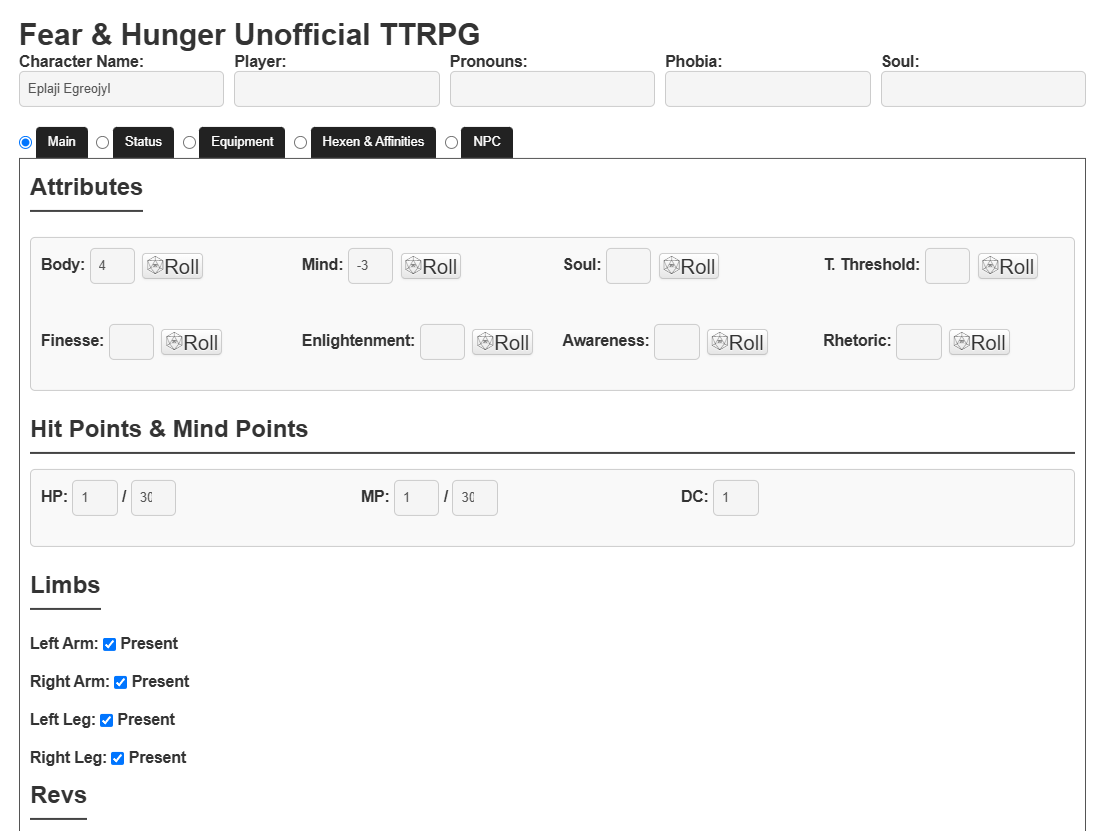 Fear & Hunger Unofficial TTRPG
Character Name: Player: Pronouns: Phobia: Soul:
Eplaji Egreojyl
Main Status Equipment Hexen & Affinities NPC
Attributes
Body: 4 Roll Mind: -3 Roll Soul: Roll T. Threshold: Roll
Finesse: Roll Enlightenment: Roll Awareness: Roll Rhetoric: Roll
Hit Points & Mind Points
HP: 1 / 30 MP: 1 / 30 DC: 1
Limbs
Left Arm: Present
Right Arm: Present
Left Leg: Present
Right Leg: Present
Revs